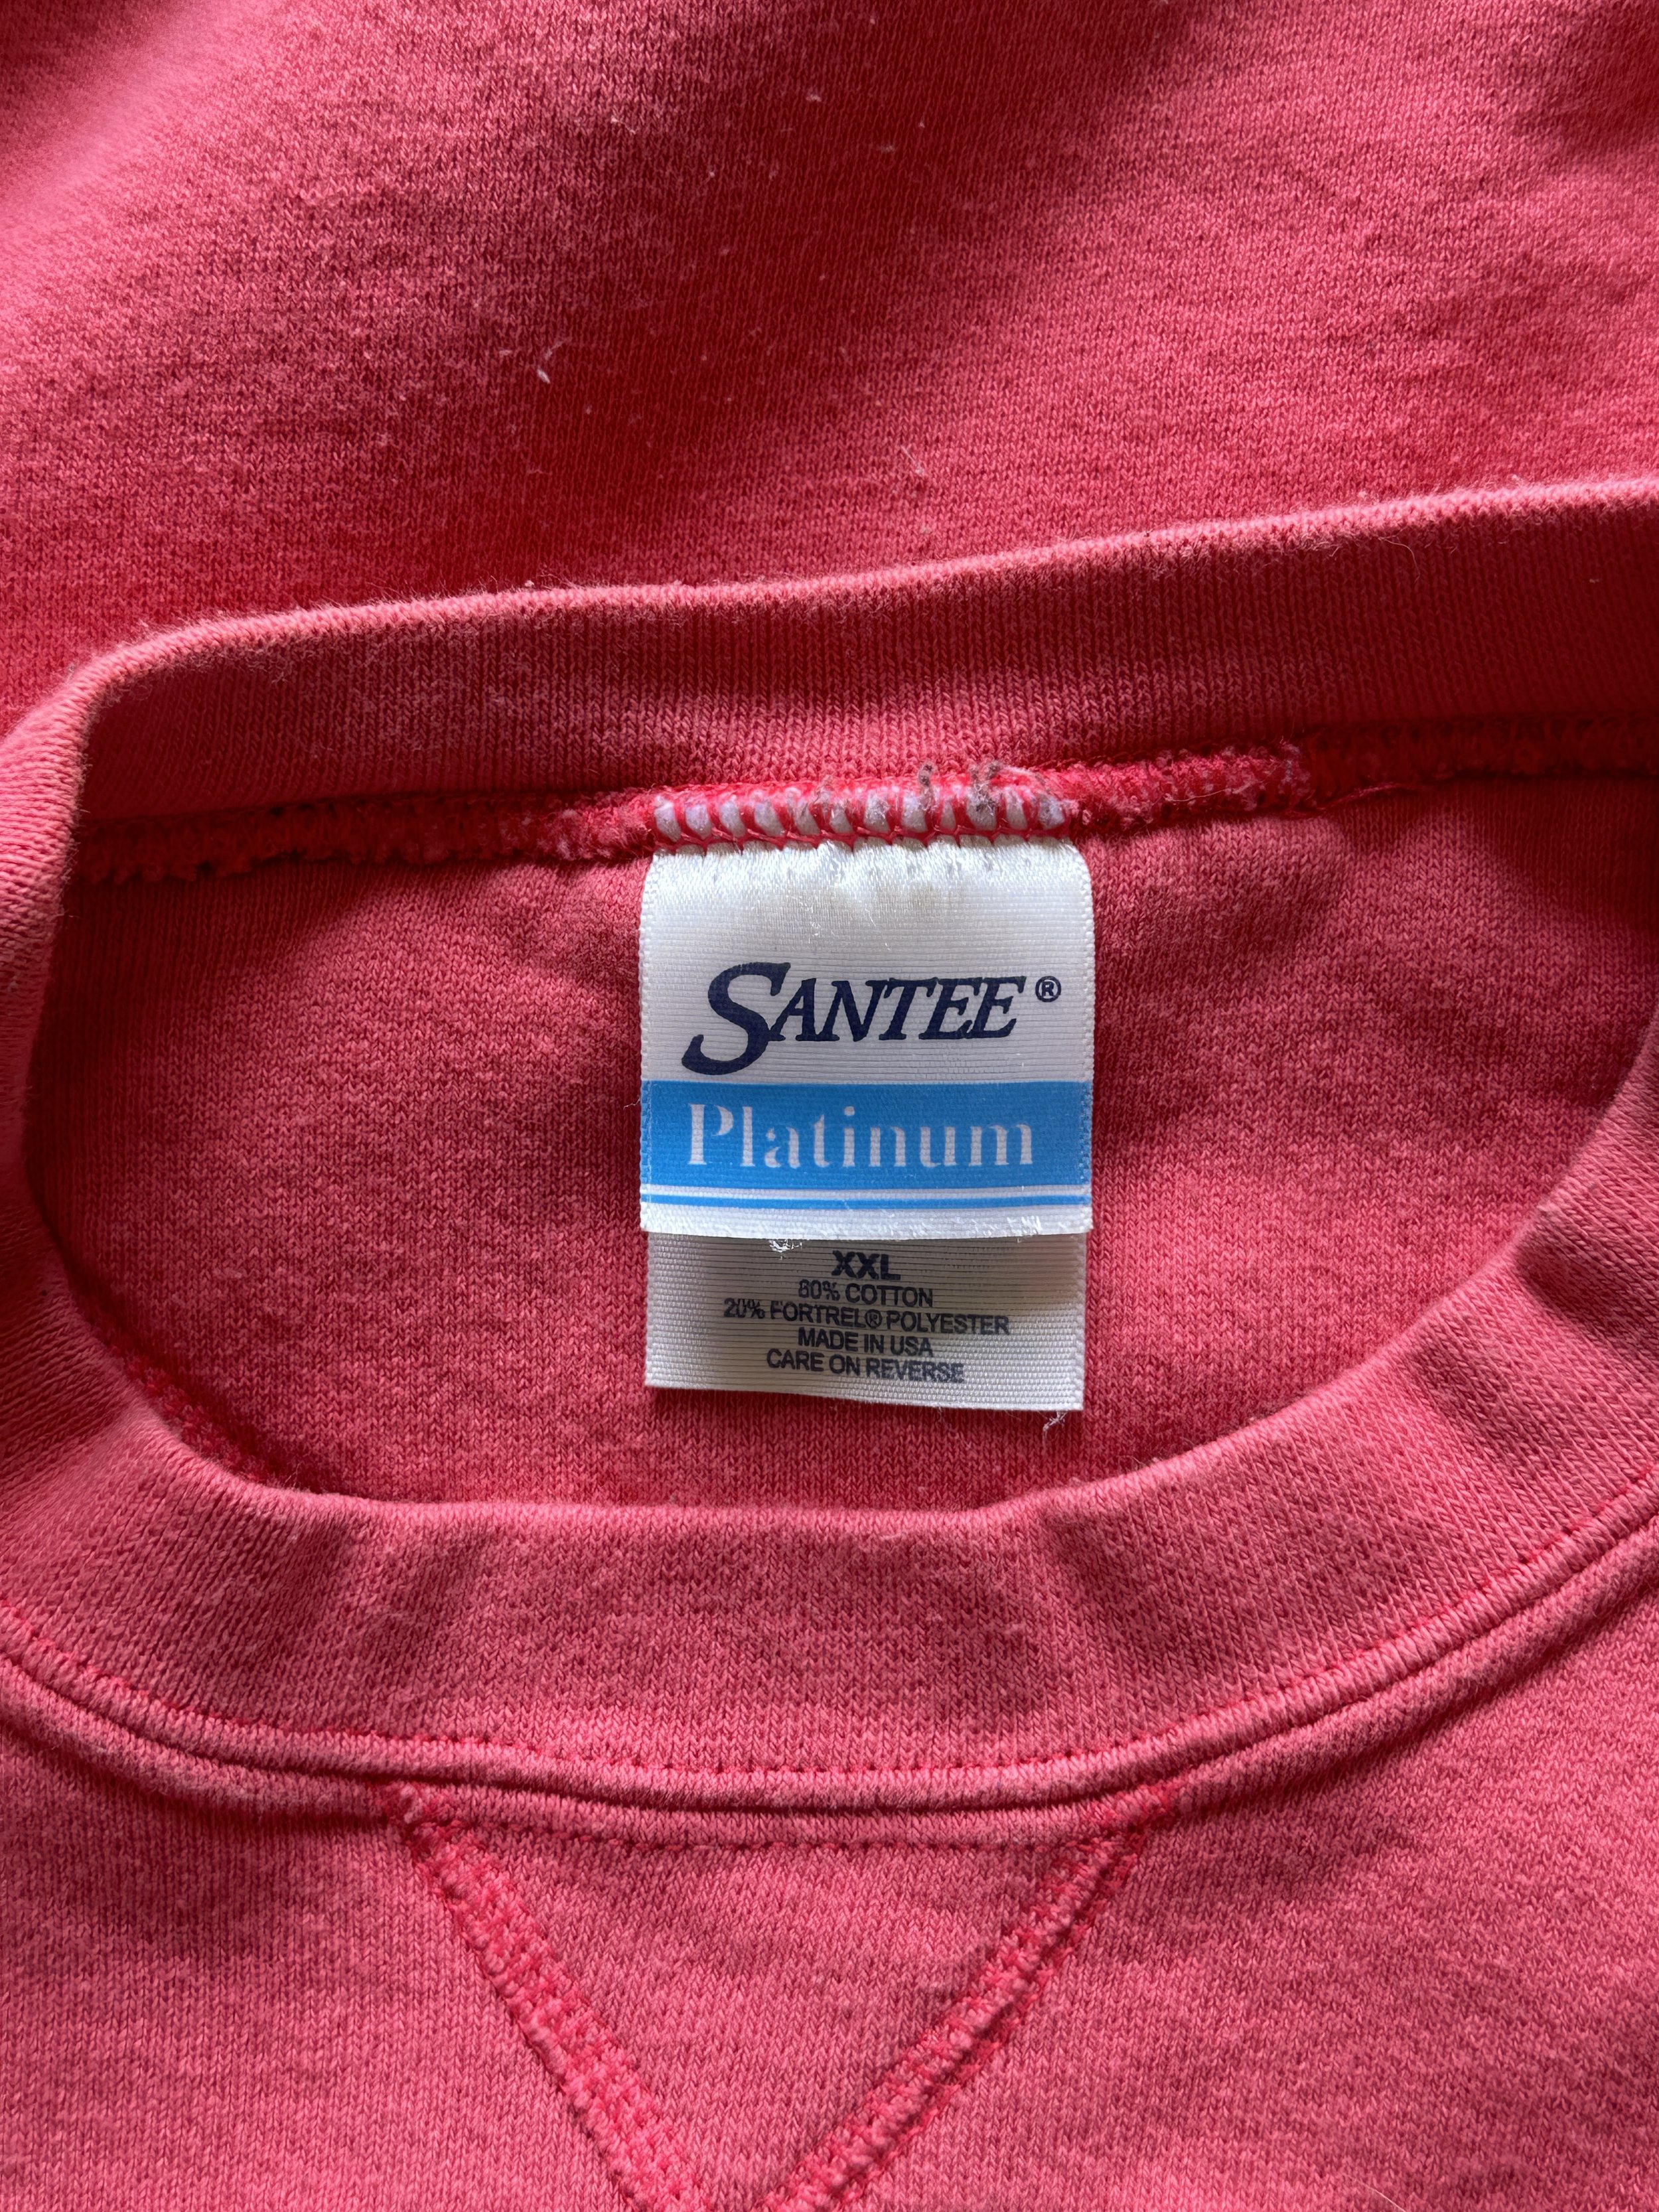 SANTEE®
Platinum
XXL
80% COTTON
20% FORTREL® POLYESTER
MADE IN USA
CARE ON REVERSE